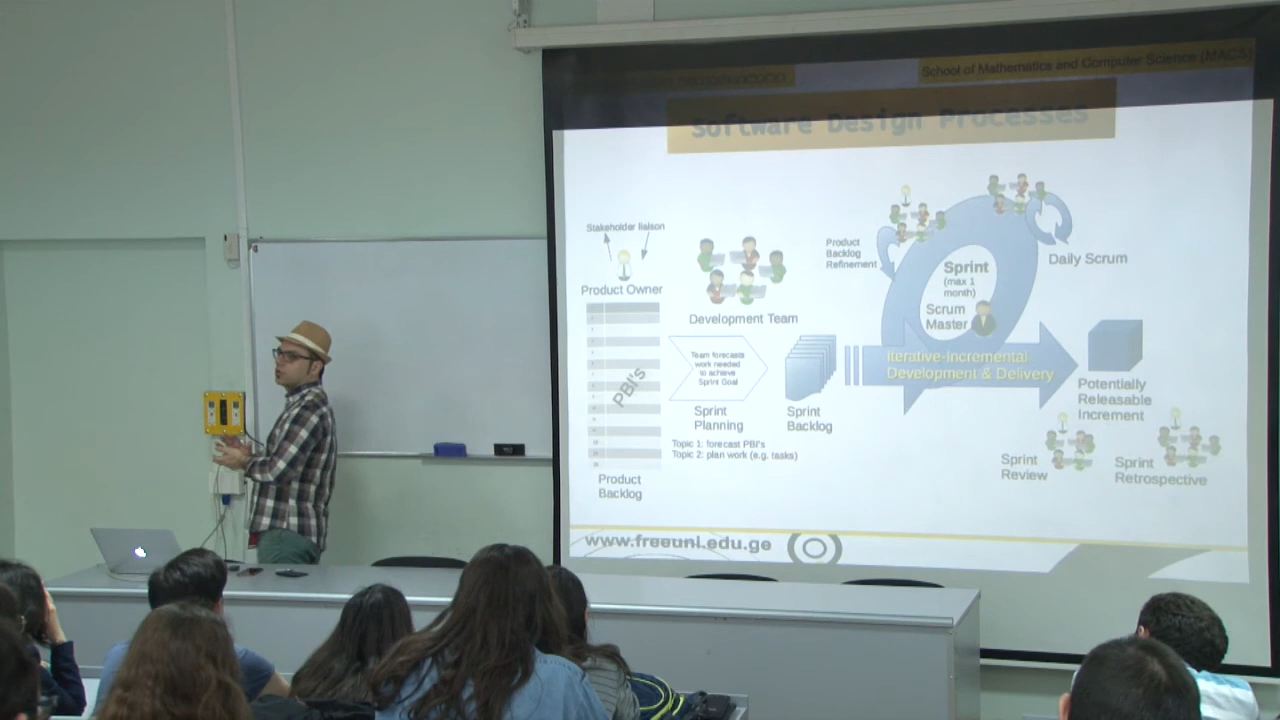 School of Mathematics and Computer Science (MACS)
Software Design Processes
Stakeholder liaison
Product Owner
PBI's
Product
Backlog
Development Team
Team forecasts
work needed
to achieve
Sprint Goal
Sprint
Planning
Sprint
Backlog
Topic 1: forecast PBI's
Topic 2: plan work (e.g. tasks)
Product
Backlog
Refinement
Sprint
(max 1
month)
Scrum
Master
Daily Scrum
Iterative-Incremental
Development & Delivery
Potentially
Releasable
Increment
Sprint
Review
Sprint
Retrospective
www.freeuni.edu.ge